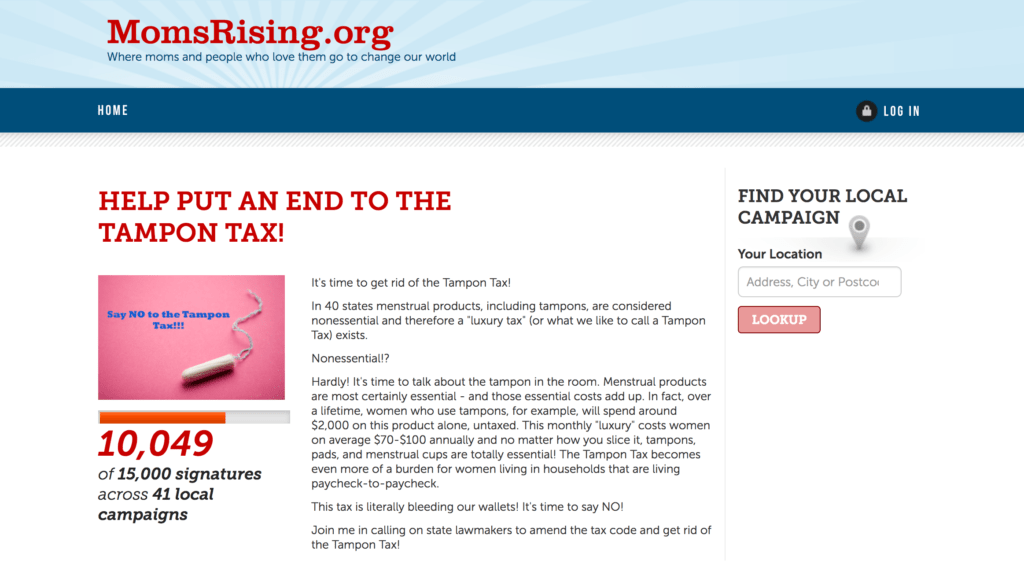 MomsRising.org
Where moms and people who love them go to change our world
HOME
LOG IN
HELP PUT AN END TO THE
TAMPON TAX!
Say NO to the Tampon
Tax!!!
10,049
of 15,000 signatures
across 41 local
campaigns
It's time to get rid of the Tampon Tax!
In 40 states menstrual products, including tampons, are considered
nonessential and therefore a "luxury tax" (or what we like to call a Tampon
Tax) exists.
Nonessential!?
Hardly! It's time to talk about the tampon in the room. Menstrual products
are most certainly essential - and those essential costs add up. In fact, over
a lifetime, women who use tampons, for example, will spend around
$2,000 on this product alone, untaxed. This monthly "luxury" costs women
on average $70-$100 annually and no matter how you slice it, tampons,
pads, and menstrual cups are totally essential! The Tampon Tax becomes
even more of a burden for women living in households that are living
paycheck-to-paycheck.
This tax is literally bleeding our wallets! It's time to say NO!
Join me in calling on state lawmakers to amend the tax code and get rid of
the Tampon Tax!
FIND YOUR LOCAL
CAMPAIGN
Your Location
Address, City or Postco
LOOKUP